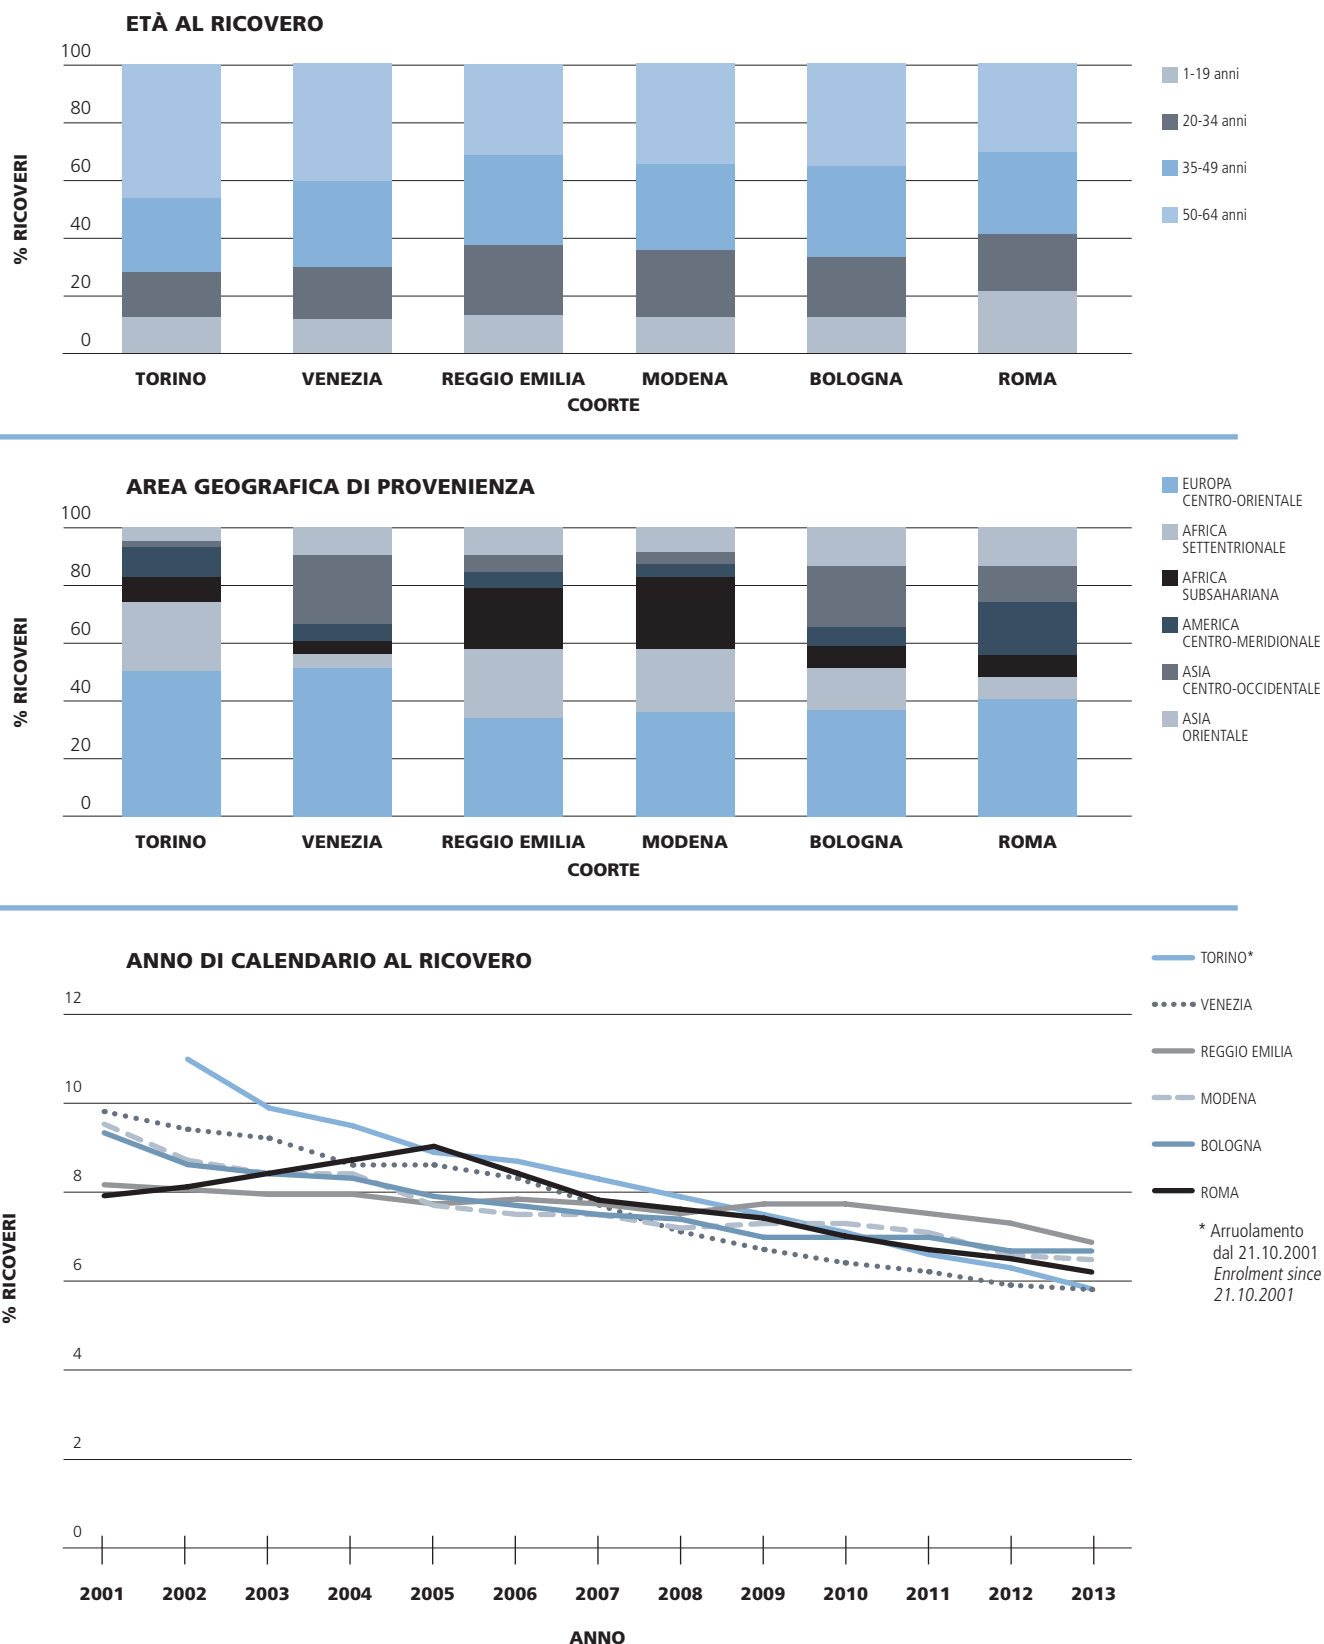 ETÀ AL RICOVERO
% RICOVERI
100
80
60
40
20
0
TORINO VENEZIA REGGIO EMILIA MODENA BOLOGNA ROMA
COORTE
1-19 anni
20-34 anni
35-49 anni
50-64 anni
AREA GEOGRAFICA DI PROVENIENZA
% RICOVERI
100
80
60
40
20
0
TORINO VENEZIA REGGIO EMILIA MODENA BOLOGNA ROMA
COORTE
EUROPA
CENTRO-ORIENTALE
AFRICA
SETTENTRIONALE
AFRICA
SUBSAHARIANA
AMERICA
CENTRO-MERIDIONALE
ASIA
CENTRO-OCCIDENTALE
ASIA
ORIENTALE
ANNO DI CALENDARIO AL RICOVERO
% RICOVERI
12
10
8
6
4
2
0
2001 2002 2003 2004 2005 2006 2007 2008 2009 2010 2011 2012 2013
ANNO
TORINO*
VENEZIA
REGGIO EMILIA
MODENA
BOLOGNA
ROMA
* Arruolamento
dal 21.10.2001
Enrolment since
21.10.2001